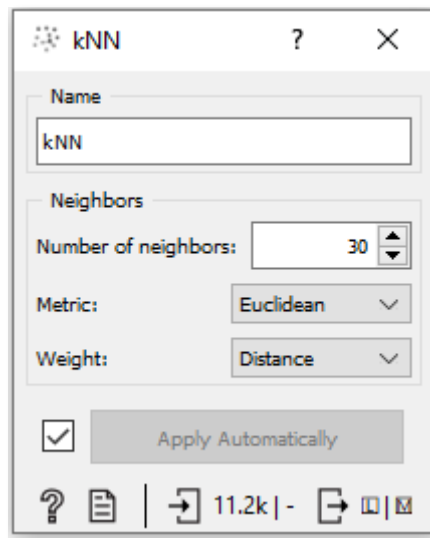 kNN ? ×
Name
kNN
Neighbors
Number of neighbors: 30
Metric: Euclidean
Weight: Distance
Apply Automatically
? 11.2k | - L | M